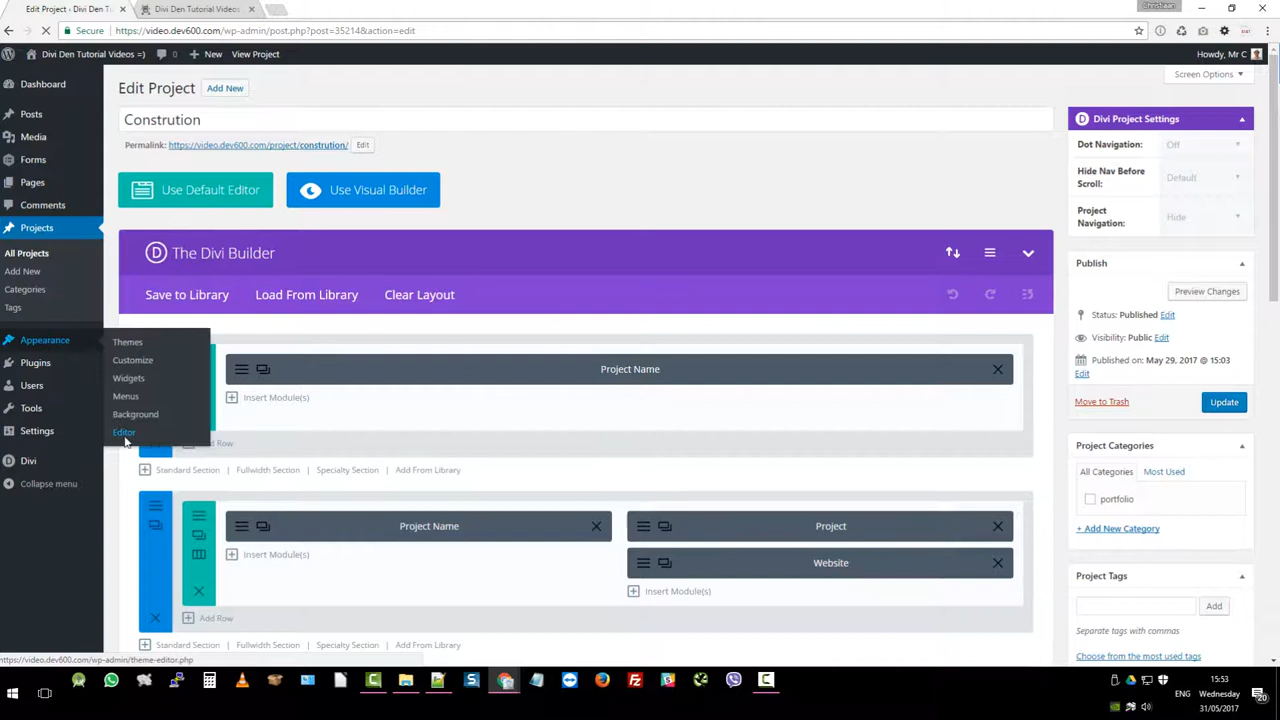 Christiaan
Edit Project ‹ Divi Den Tu
Divi Den Tutorial Videos
Secure
https://video.dev600.com/wp-admin/post.php?post=35214&action=edit
Divi Den Tutorial Videos =)
0
New
View Project
Howdy, Mr C
Screen Options
Dashboard
Posts
Media
Forms
Pages
Comments
Projects
All Projects
Add New
Categories
Tags
Appearance
Plugins
Users
Tools
Settings
Divi
Collapse menu
Themes
Customize
Widgets
Menus
Background
Editor
Edit Project
Add New
Constrution
Permalink: https://video.dev600.com/project/constrution/
Edit
Use Default Editor
Use Visual Builder
The Divi Builder
Save to Library
Load From Library
Clear Layout
Project Name
Insert Module(s)
Add Row
Standard Section | Fullwidth Section | Specialty Section | Add From Library
Project Name
Project
Insert Module(s)
Website
Insert Module(s)
Add Row
Standard Section | Fullwidth Section | Specialty Section | Add From Library
Divi Project Settings
Dot Navigation:
Off
Hide Nav Before
Scroll:
Default
Project
Navigation:
Hide
Publish
Preview Changes
Status: Published Edit
Visibility: Public Edit
Published on: May 29, 2017 @ 15:03
Edit
Move to Trash
Update
Project Categories
All Categories
Most Used
portfolio
+ Add New Category
Project Tags
Add
Separate tags with commas
Choose from the most used tags
https://video.dev600.com/wp-admin/theme-editor.php
ENG
15:53
Wednesday
31/05/2017
20